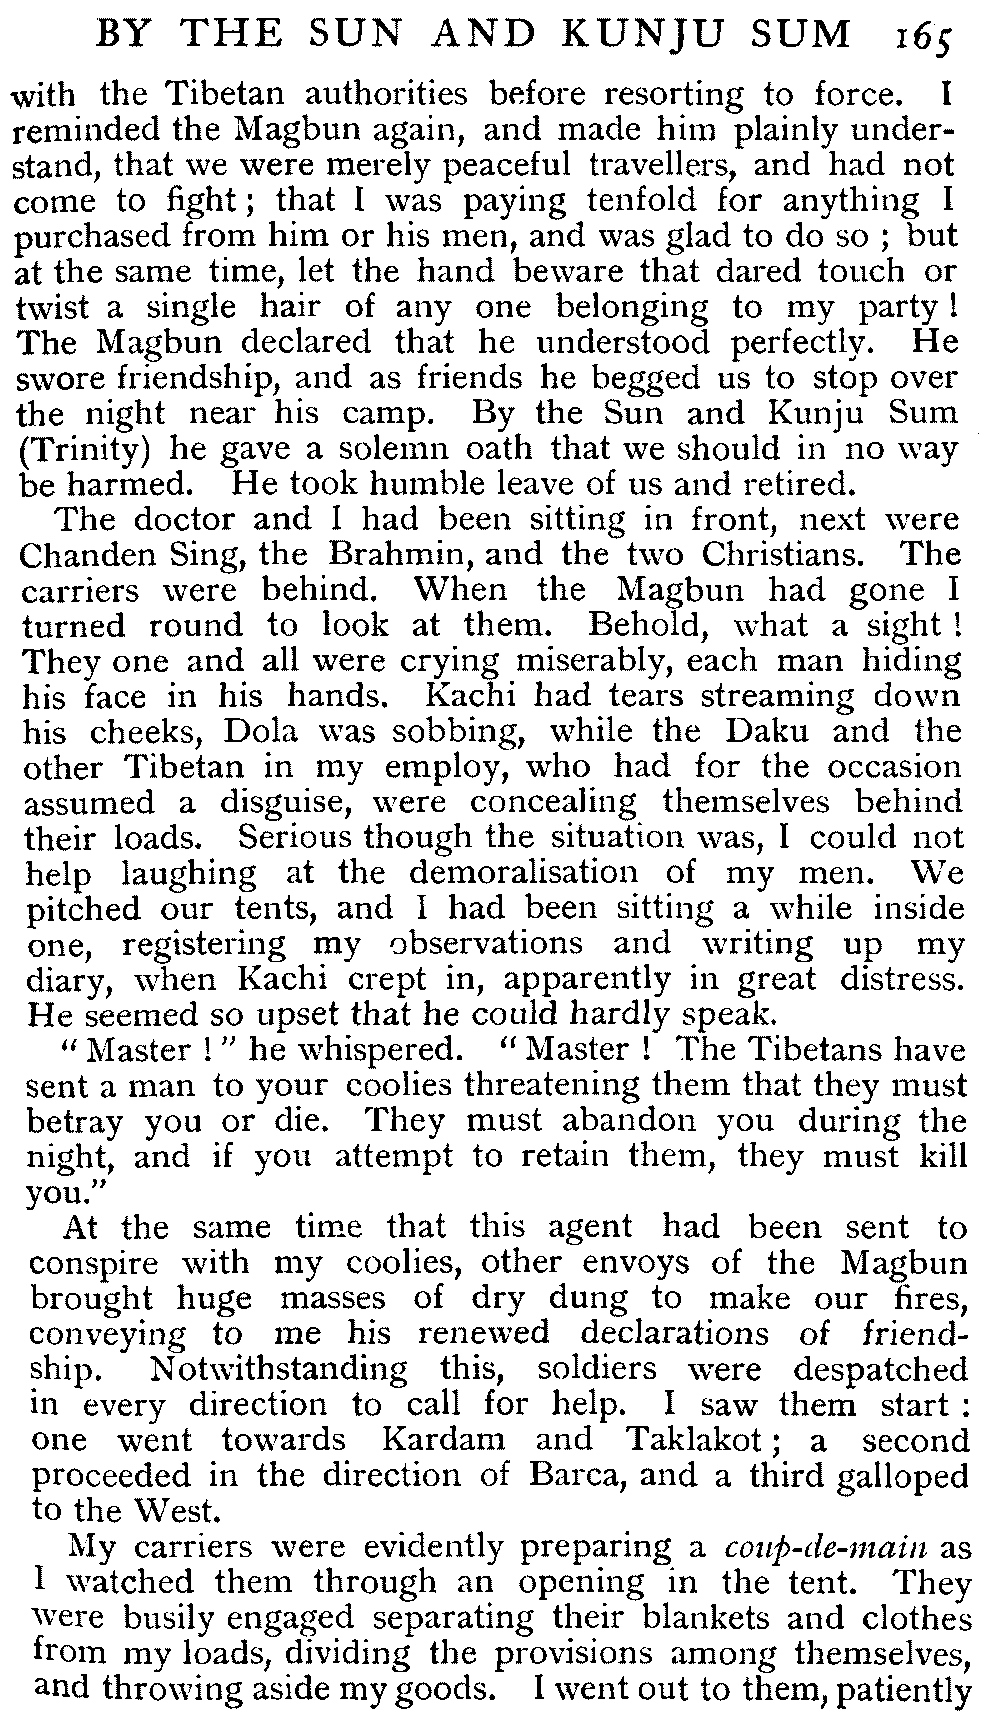 BY THE SUN AND KUNJU SUM 165
with the Tibetan authorities before resorting to force. I
reminded the Magbun again, and made him plainly under-
stand, that we were merely peaceful travellers, and had not
come to fight ; that I was paying tenfold for anything I
purchased from him or his men, and was glad to do so ; but
at the same time, let the hand beware that dared touch or
twist a single hair of any one belonging to my party !
The Magbun declared that he understood perfectly. He
swore friendship, and as friends he begged us to stop over
the night near his camp. By the Sun and Kunju Sum
(Trinity) he gave a solemn oath that we should in no way
be harmed. He took humble leave of us and retired.
The doctor and I had been sitting in front, next were
Chanden Sing, the Brahmin, and the two Christians. The
carriers were behind. When the Magbun had gone I
turned round to look at them. Behold, what a sight !
They one and all were crying miserably, each man hiding
his face in his hands. Kachi had tears streaming down
his cheeks, Dola was sobbing, while the Daku and the
other Tibetan in my employ, who had for the occasion
assumed a disguise, were concealing themselves behind
their loads. Serious though the situation was, I could not
help laughing at the demoralisation of my men. We
pitched our tents, and I had been sitting a while inside
one, registering my observations and writing up my
diary, when Kachi crept in, apparently in great distress.
He seemed so upset that he could hardly speak.
“ Master ! ” he whispered. “ Master ! The Tibetans have
sent a man to your coolies threatening them that they must
betray you or die. They must abandon you during the
night, and if you attempt to retain them, they must kill
you.”
At the same time that this agent had been sent to
conspire with my coolies, other envoys of the Magbun
brought huge masses of dry dung to make our fires,
conveying to me his renewed declarations of friend-
ship. Notwithstanding this, soldiers were despatched
in every direction to call for help. I saw them start :
one went towards Kardam and Taklakot ; a second
proceeded in the direction of Barca, and a third galloped
to the West.
My carriers were evidently preparing a coup-de-main as
I watched them through an opening in the tent. They
were busily engaged separating their blankets and clothes
from my loads, dividing the provisions among themselves,
and throwing aside my goods. I went out to them, patiently